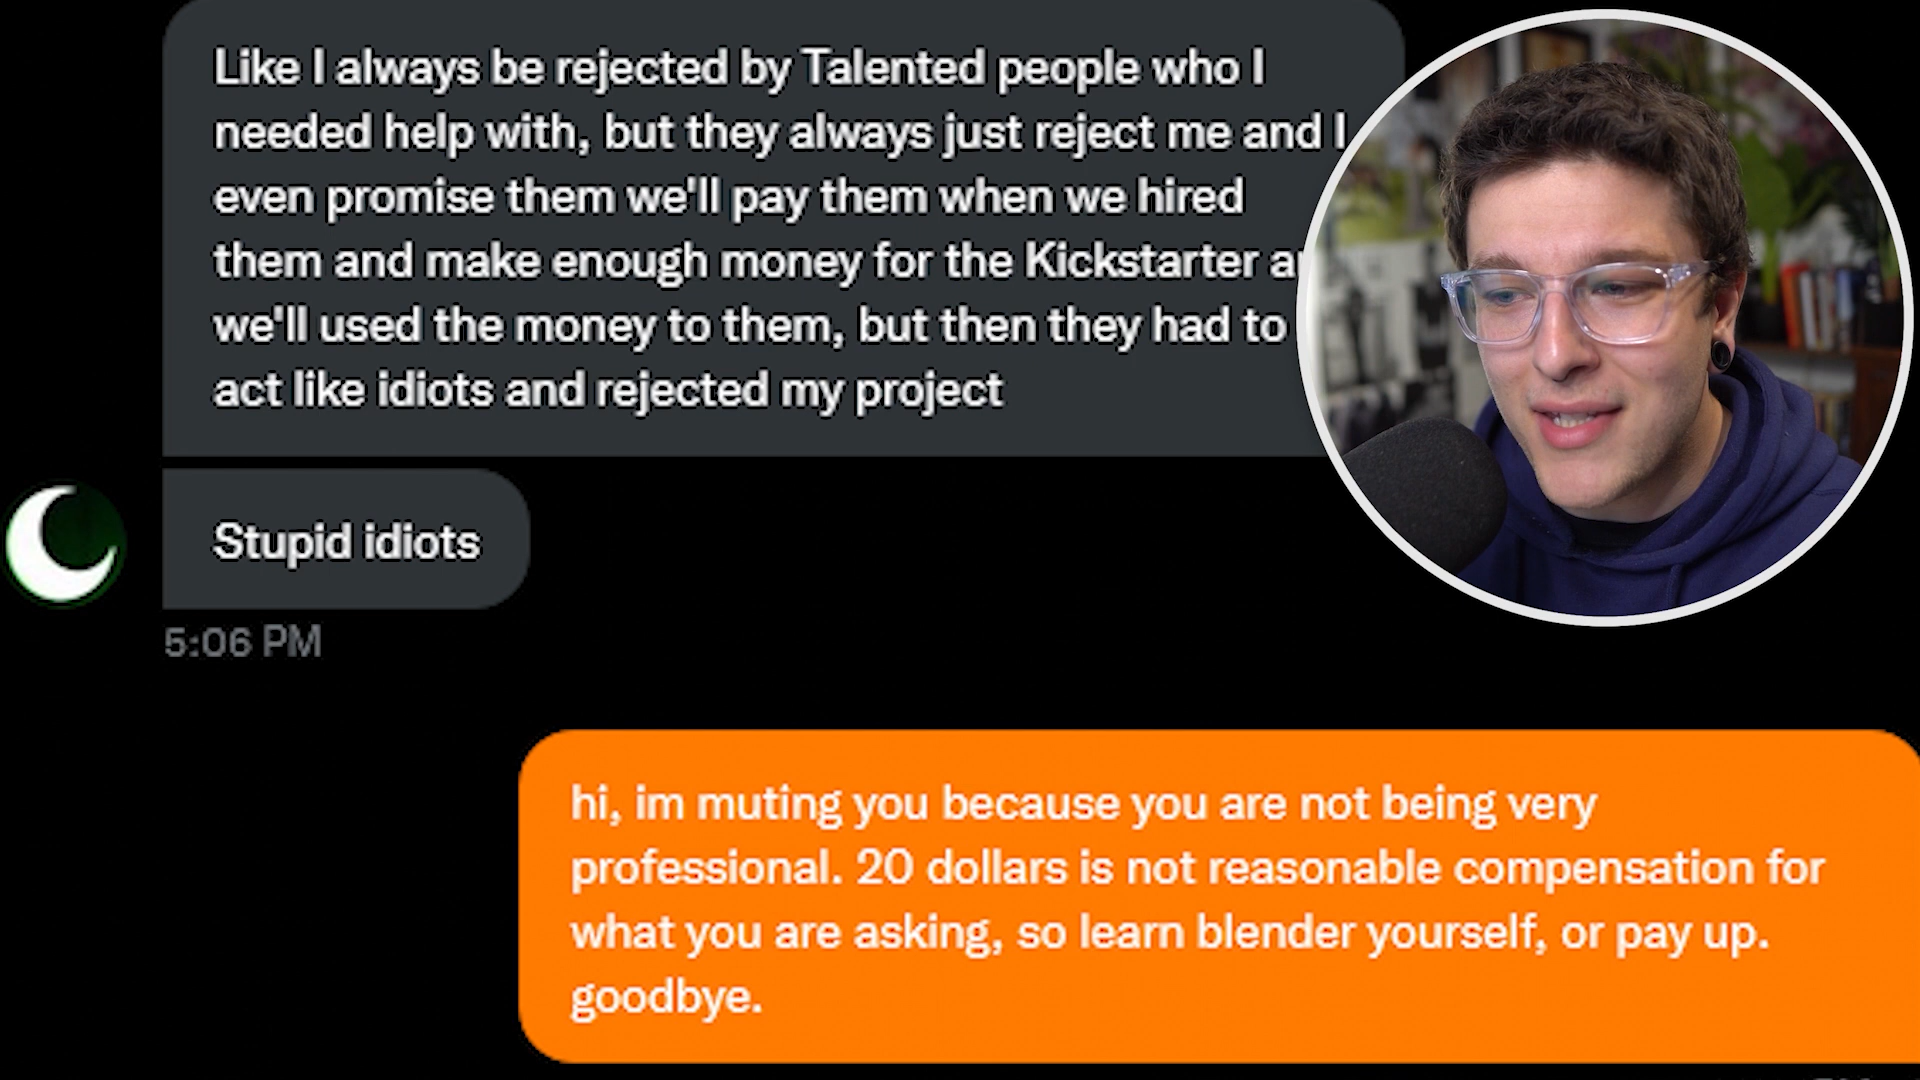 Like I always be rejected by Talented people who I
needed help with, but they always just reject me and I
even promise them we'll pay them when we hired
them and make enough money for the Kickstarter
we'll used the money to them, but then they had to
act like idiots and rejected my project
Stupid idiots
5:06 PM
hi, im muting you because you are not being very
professional. 20 dollars is not reasonable compensation for
what you are asking, so learn blender yourself, or pay up.
goodbye.